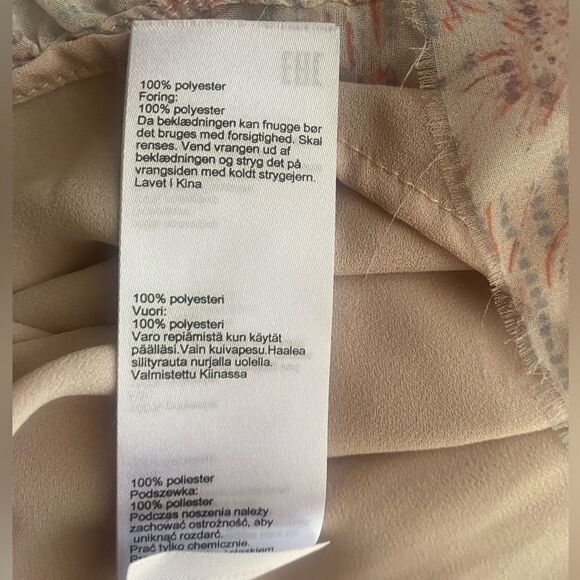 100% polyester
Foring:
100% polyester
Da beklædningen kan fnugge bør
det bruges med forsigtighed. Skal
renses. Vend vrangen ud af
beklædningen og stryg det på
vrangsiden med koldt strygejern.
Lavet I Kina
100% polyesteri
Vuori:
100% polyesteri
Varo repiämistä kun käytät
päälläsi.Vain kuivapesu.Haalea
silityrauta nurjalla uolella.
Valmistettu Kiinassa
100% poliester
Podszewka:
100% poliester
Podczas noszenia należy
zachować ostrożność, aby
uniknąć rozdarć.
Prać tylko chemicznie.